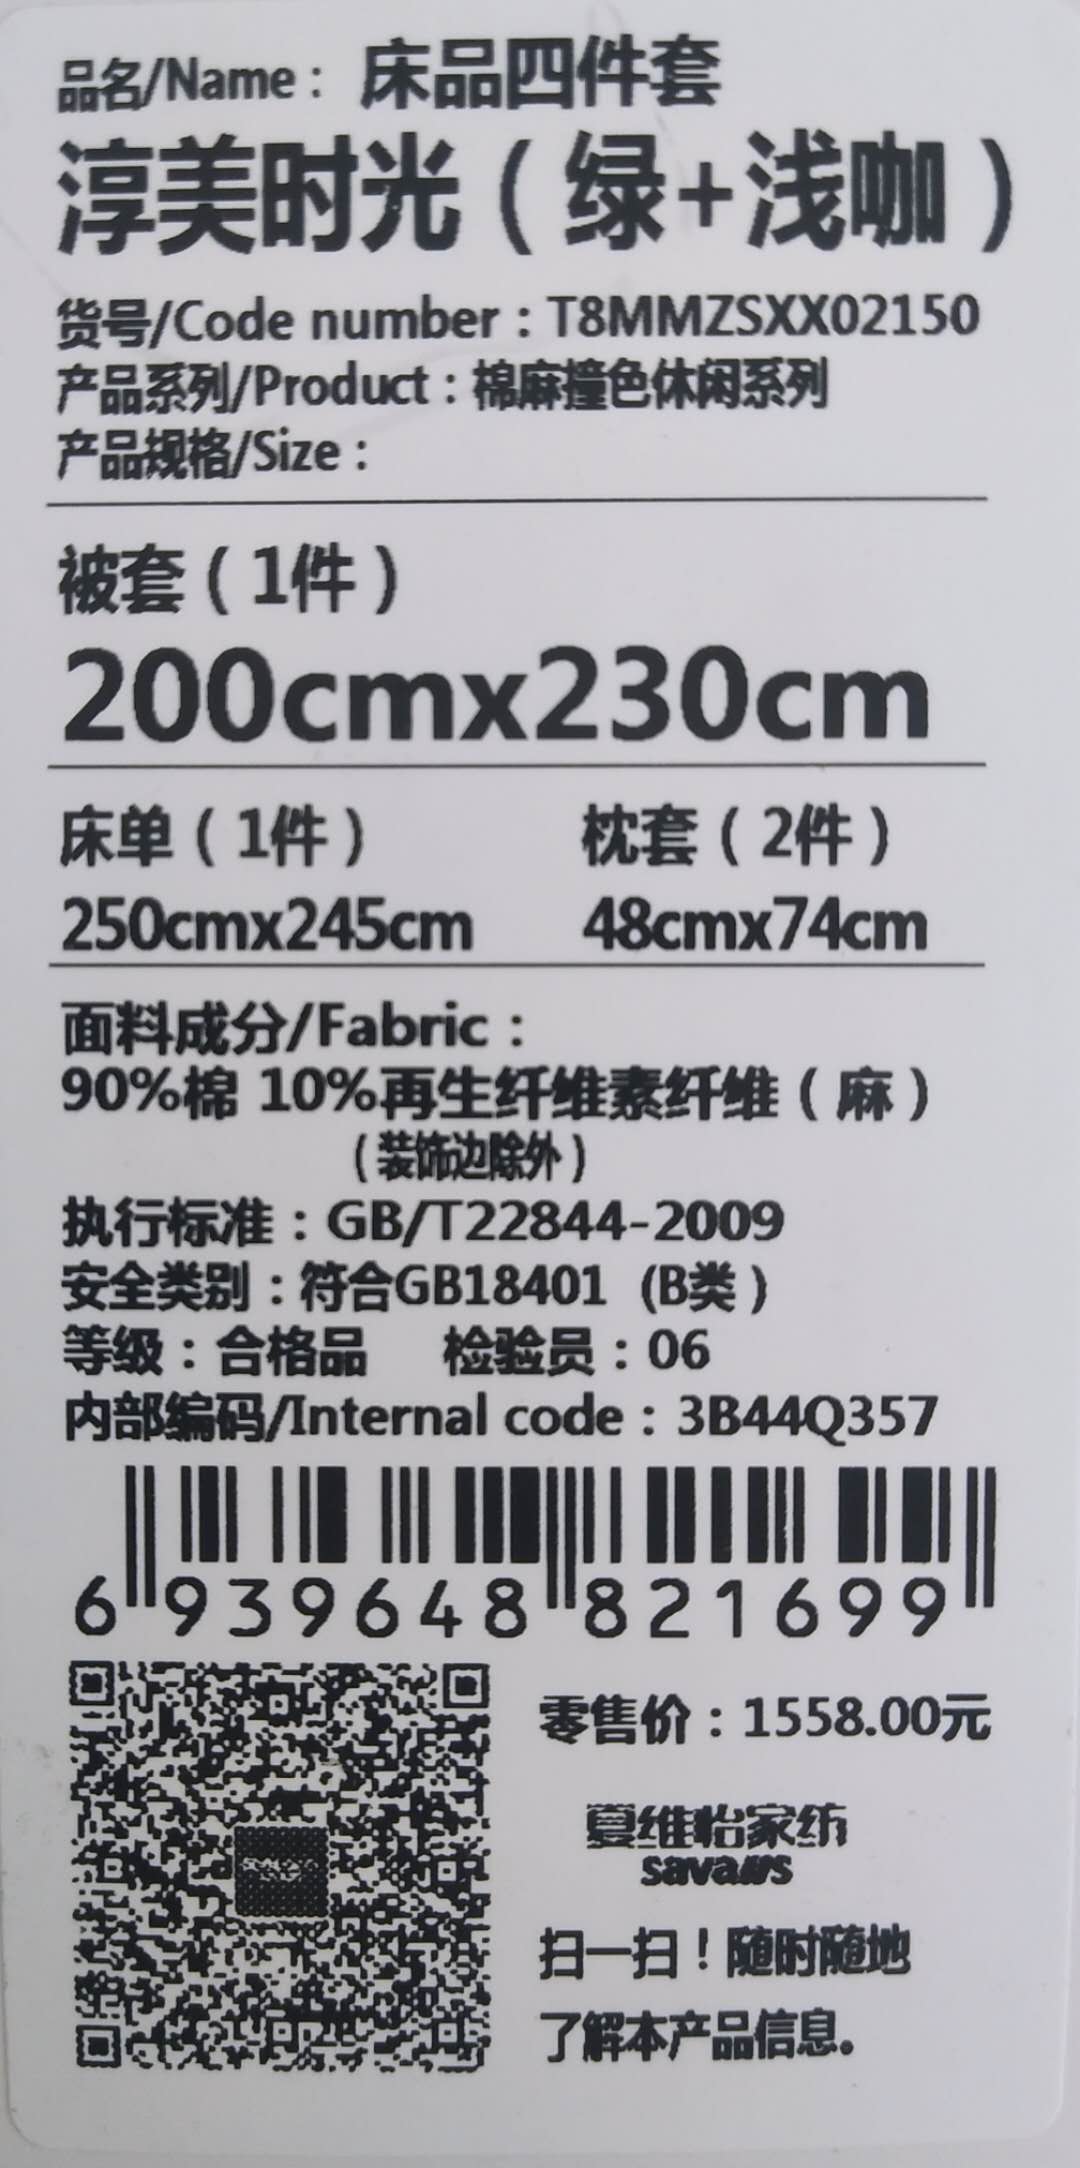 品名/Name： 床品四件套
淳美时光（绿+浅咖）
货号/Code number：T8MMZSXX02150
产品系列/Product：棉麻撞色休闲系列
产品规格/Size：
被套（1件）
200cmx230cm
床单（1件） 枕套（2件）
250cmx245cm 48cmx74cm
面料成分/Fabric：
90%棉 10%再生纤维素纤维（麻）
（装饰边除外）
执行标准：GB/T22844-2009
安全类别：符合GB18401 (B类）
等级：合格品 检验员：06
内部编码/Internal code：3B44Q357
6 939648 821699
零售价：1558.00元
夏维怡家纺
扫一扫！随时随地
了解本产品信息。